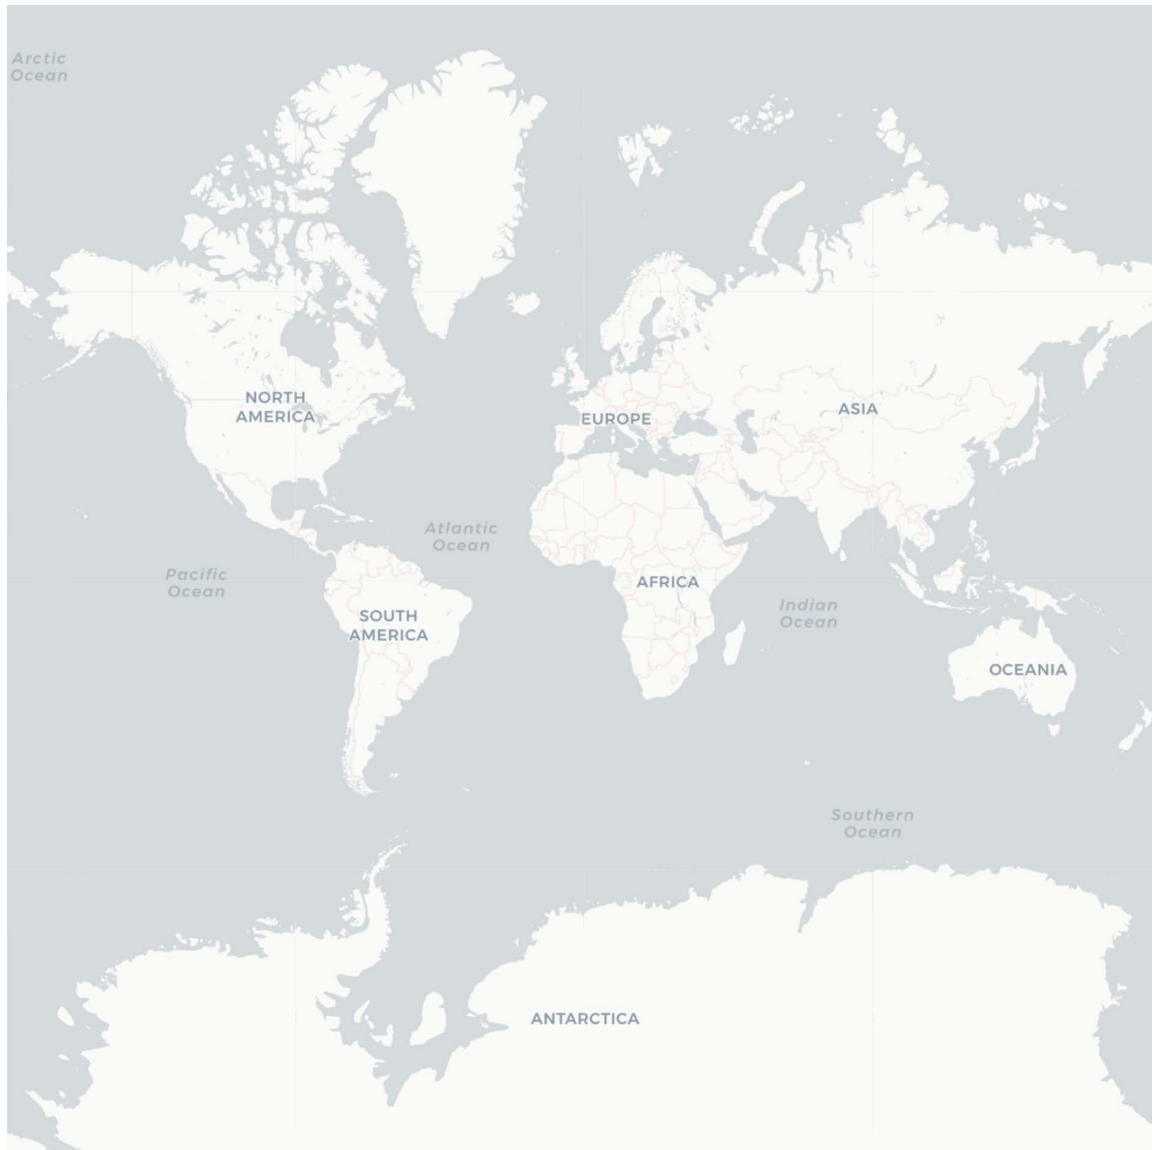 Arctic
Ocean
NORTH
AMERICA
EUROPE
ASIA
Atlantic
Ocean
Pacific
Ocean
AFRICA
SOUTH
AMERICA
Indian
Ocean
OCEANIA
Southern
Ocean
ANTARCTICA